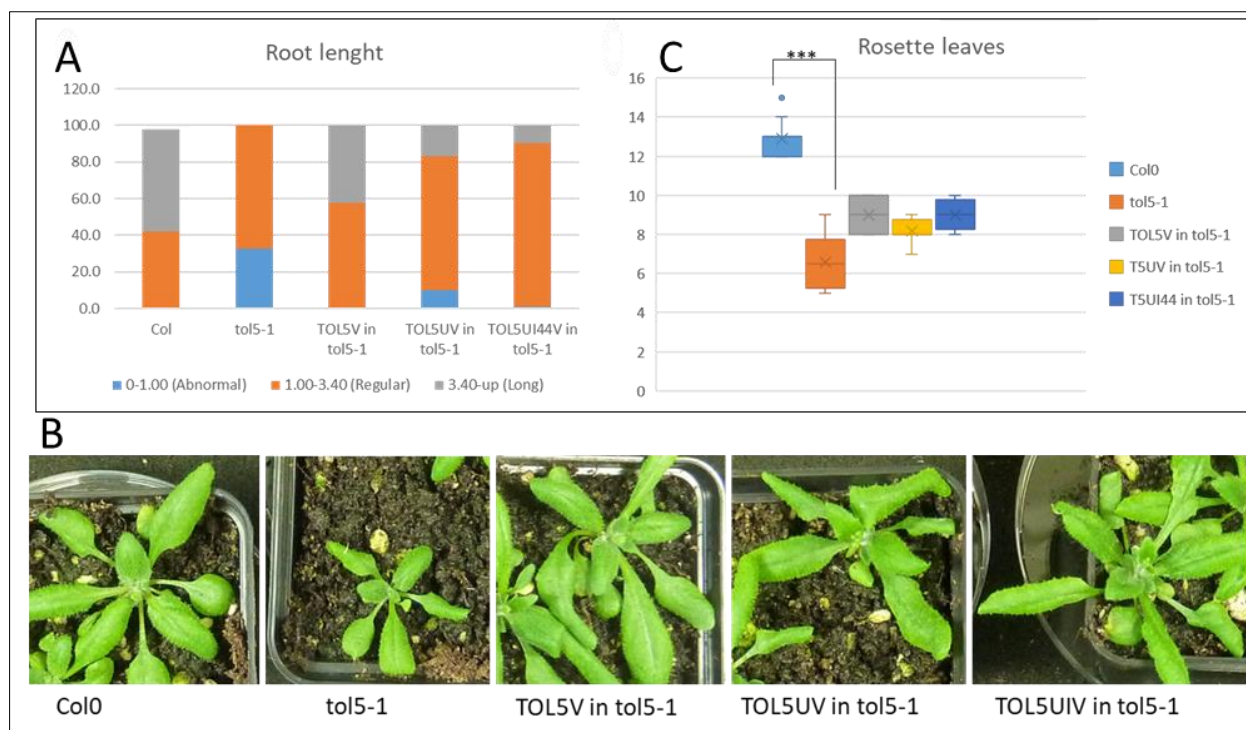 A
Root lenght
120.0
100.0
80.0
60.0
40.0
20.0
0.0
Col
tol5-1
TOL5V in
tol5-1
TOL5UV in
tol5-1
TOL5UI44V in
tol5-1
0-1.00 (Abnormal)
1.00-3.40 (Regular)
3.40-up (Long)
C
Rosette leaves
***
16
14
12
10
8
6
4
2
0
Col0
tol5-1
TOL5V in tol5-1
T5UV in tol5-1
T5UI44 in tol5-1
B
Col0
tol5-1
TOL5V in tol5-1
TOL5UV in tol5-1
TOL5UIV in tol5-1